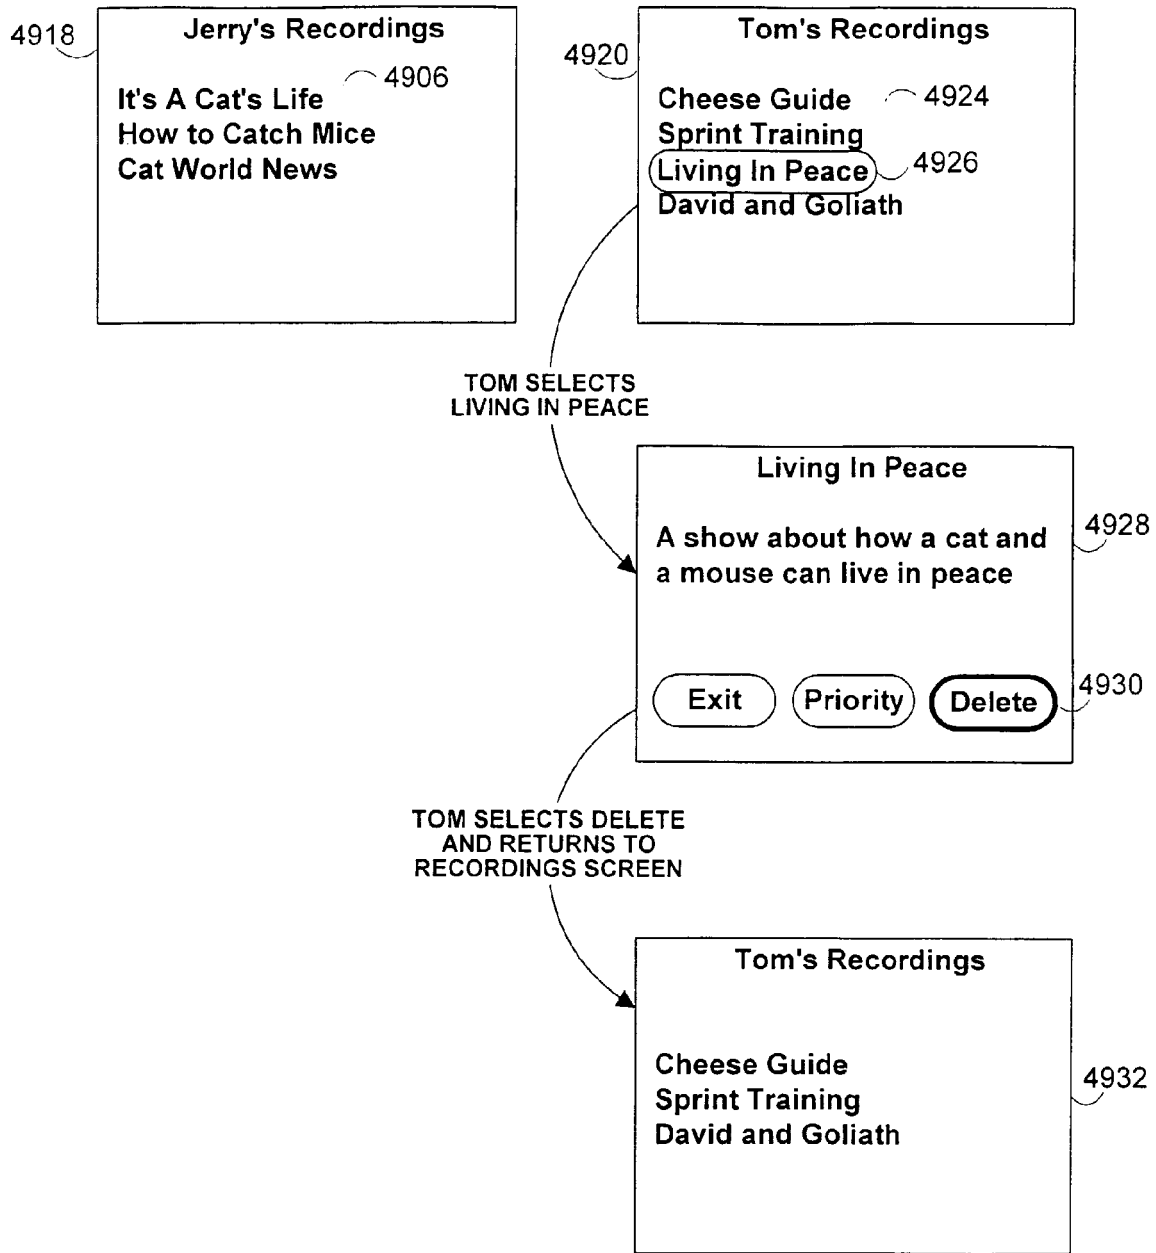 4918
Jerry's Recordings
4906
It's A Cat's Life
How to Catch Mice
Cat World News
4920
Tom's Recordings
Cheese Guide
4924
Sprint Training
Living In Peace
4926
David and Goliath
TOM SELECTS
LIVING IN PEACE
Living In Peace
4928
A show about how a cat and
a mouse can live in peace
Exit
Priority
Delete
4930
TOM SELECTS DELETE
AND RETURNS TO
RECORDINGS SCREEN
Tom's Recordings
Cheese Guide
4932
Sprint Training
David and Goliath